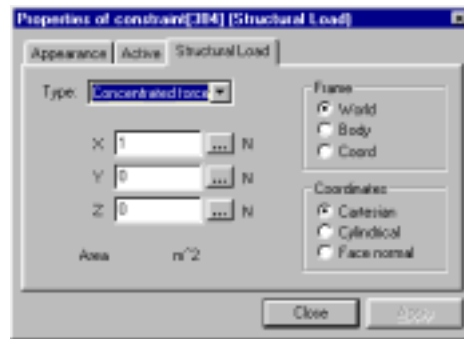 Properties of constraint[304] (Structural Load)
Appearance Active Structural Load
Type: Concentrated force
X 1 ... N
Y 0 ... N
Z 0 ... N
Area m^2
Frame
World
Body
Coord
Coordinates
Cartesian
Cylindrical
Face normal
Close Apply